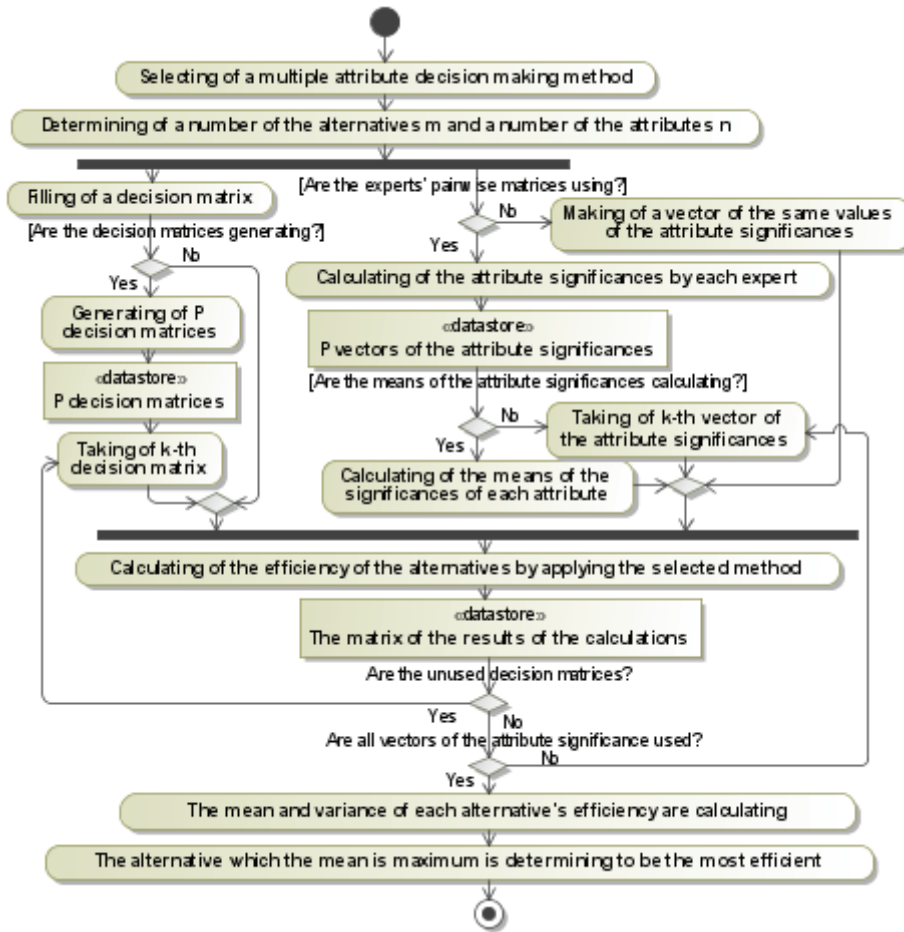 Selecting of a multiple attribute decision making method
Determining of a number of the alternatives m and a number of the attributes n
Filling of a decision matrix
[Are the decision matrices generating?]
No
Yes
Generating of P
decision matrices
«datastore»
P decision matrices
Taking of k-th
decision matrix
[Are the experts' pairwise matrices using?]
No
Yes
Making of a vector of the same values
of the attribute significances
Calculating of the attribute significances by each expert
«datastore»
P vectors of the attribute significances
[Are the means of the attribute significances calculating?]
No
Yes
Taking of k-th vector of
the attribute significances
Calculating of the means of the
significances of each attribute
Calculating of the efficiency of the alternatives by applying the selected method
«datastore»
The matrix of the results of the calculations
Are the unused decision matrices?
Yes
No
Are all vectors of the attribute significance used?
No
Yes
The mean and variance of each alternative's efficiency are calculating
The alternative which the mean is maximum is determining to be the most efficient